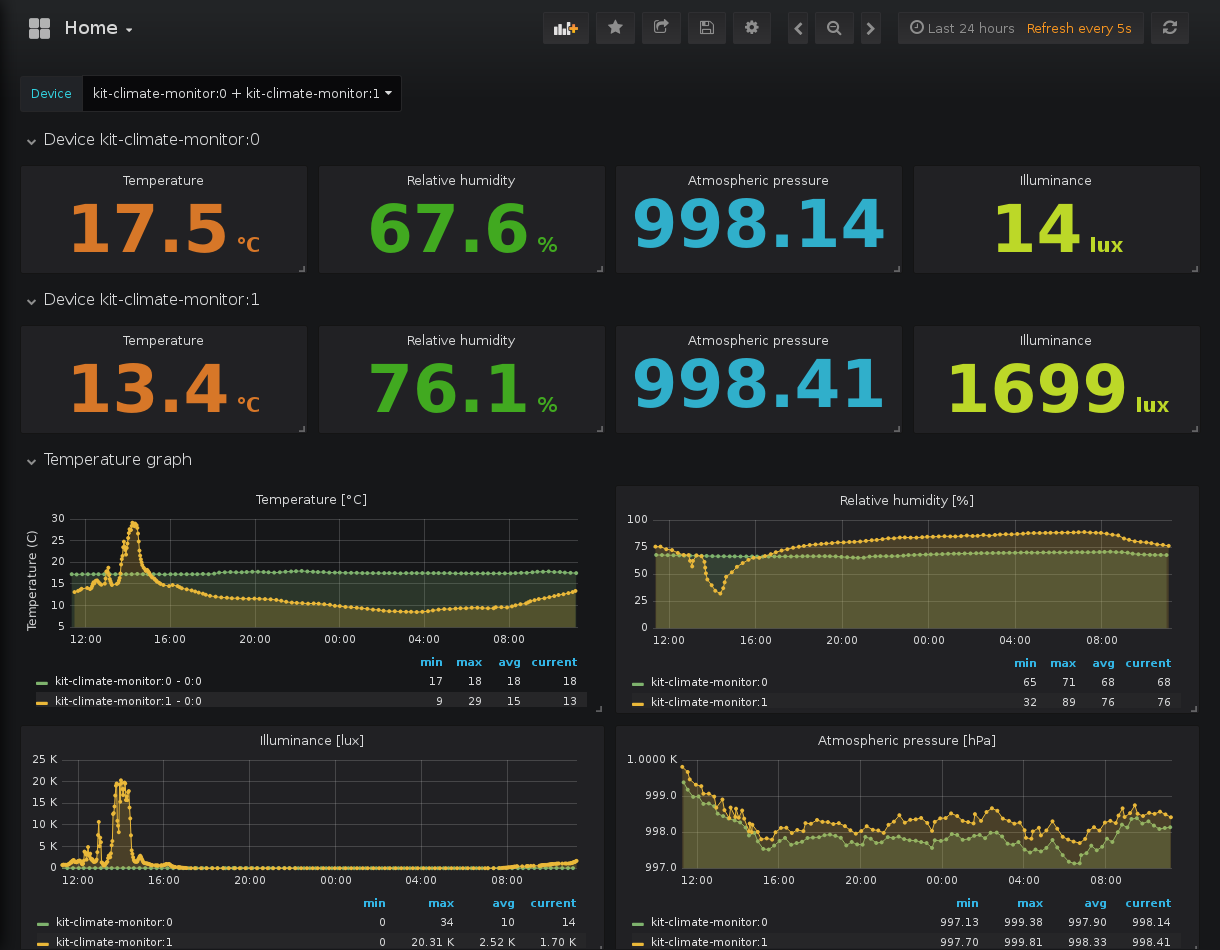 Home
Last 24 hours Refresh every 5s
Device kit-climate-monitor:0 + kit-climate-monitor:1
Device kit-climate-monitor:0
Temperature Relative humidity Atmospheric pressure Illuminance
17.5 °C 67.6 % 998.14 14 lux
Device kit-climate-monitor:1
Temperature Relative humidity Atmospheric pressure Illuminance
13.4 °C 76.1 % 998.41 1699 lux
Temperature graph
Temperature [°C]
Temperature (C)
30
25
20
15
10
5
12:00 16:00 20:00 00:00 04:00 08:00
min max avg current
kit-climate-monitor:0 - 0:0 17 18 18 18
kit-climate-monitor:1 - 0:0 9 29 15 13
Relative humidity [%]
100
75
50
25
0
12:00 16:00 20:00 00:00 04:00 08:00
min max avg current
kit-climate-monitor:0 65 71 68 68
kit-climate-monitor:1 32 89 76 76
Illuminance [lux]
25 K
20 K
15 K
10 K
5 K
0
12:00 16:00 20:00 00:00 04:00 08:00
min max avg current
kit-climate-monitor:0 0 34 10 14
kit-climate-monitor:1 0 20.31 K 2.52 K 1.70 K
Atmospheric pressure [hPa]
1.0000 K
999.0
998.0
997.0
12:00 16:00 20:00 00:00 04:00 08:00
min max avg current
kit-climate-monitor:0 997.13 999.38 997.90 998.14
kit-climate-monitor:1 997.70 999.81 998.33 998.41